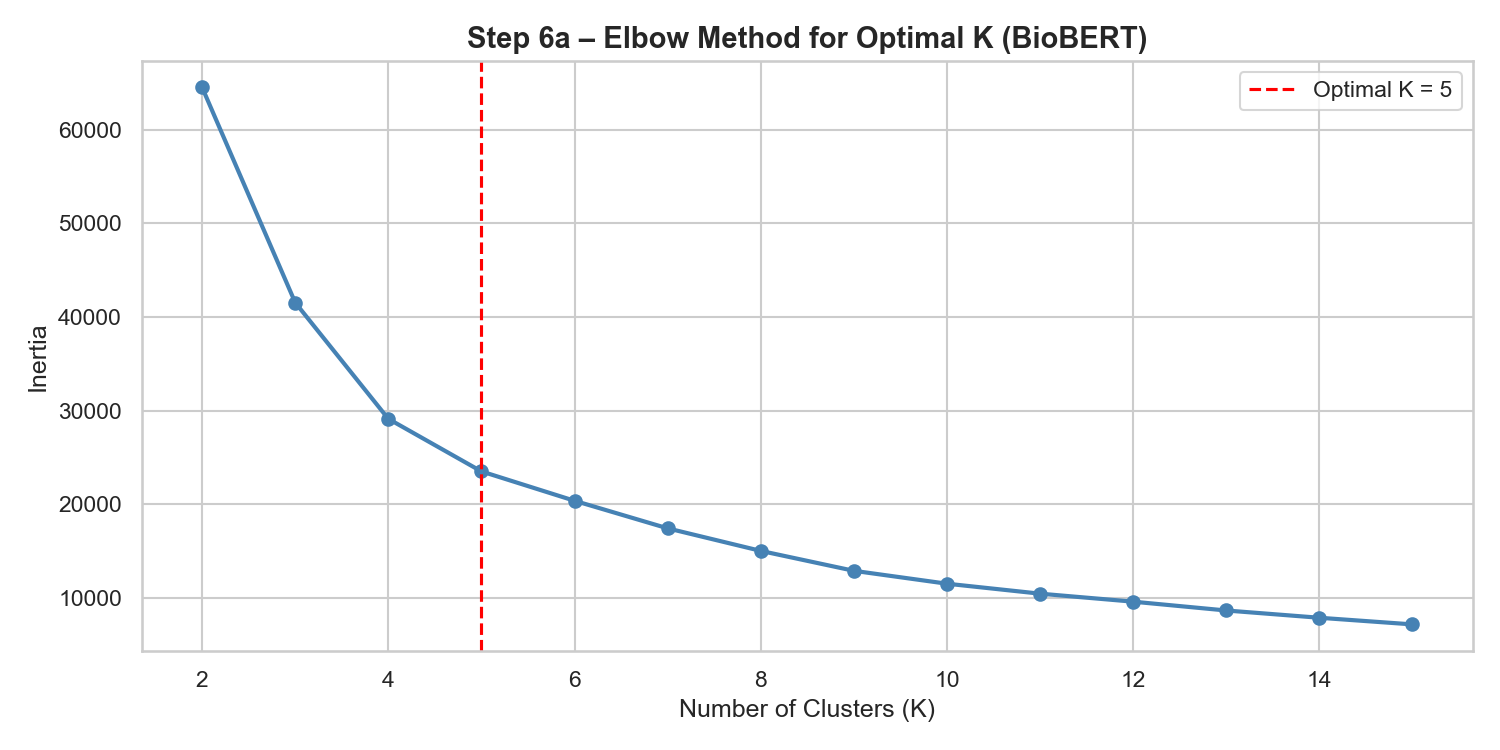 Step 6a – Elbow Method for Optimal K (BioBERT)
Optimal K = 5
60000
50000
40000
30000
20000
10000
Inertia
2 4 6 8 10 12 14
Number of Clusters (K)